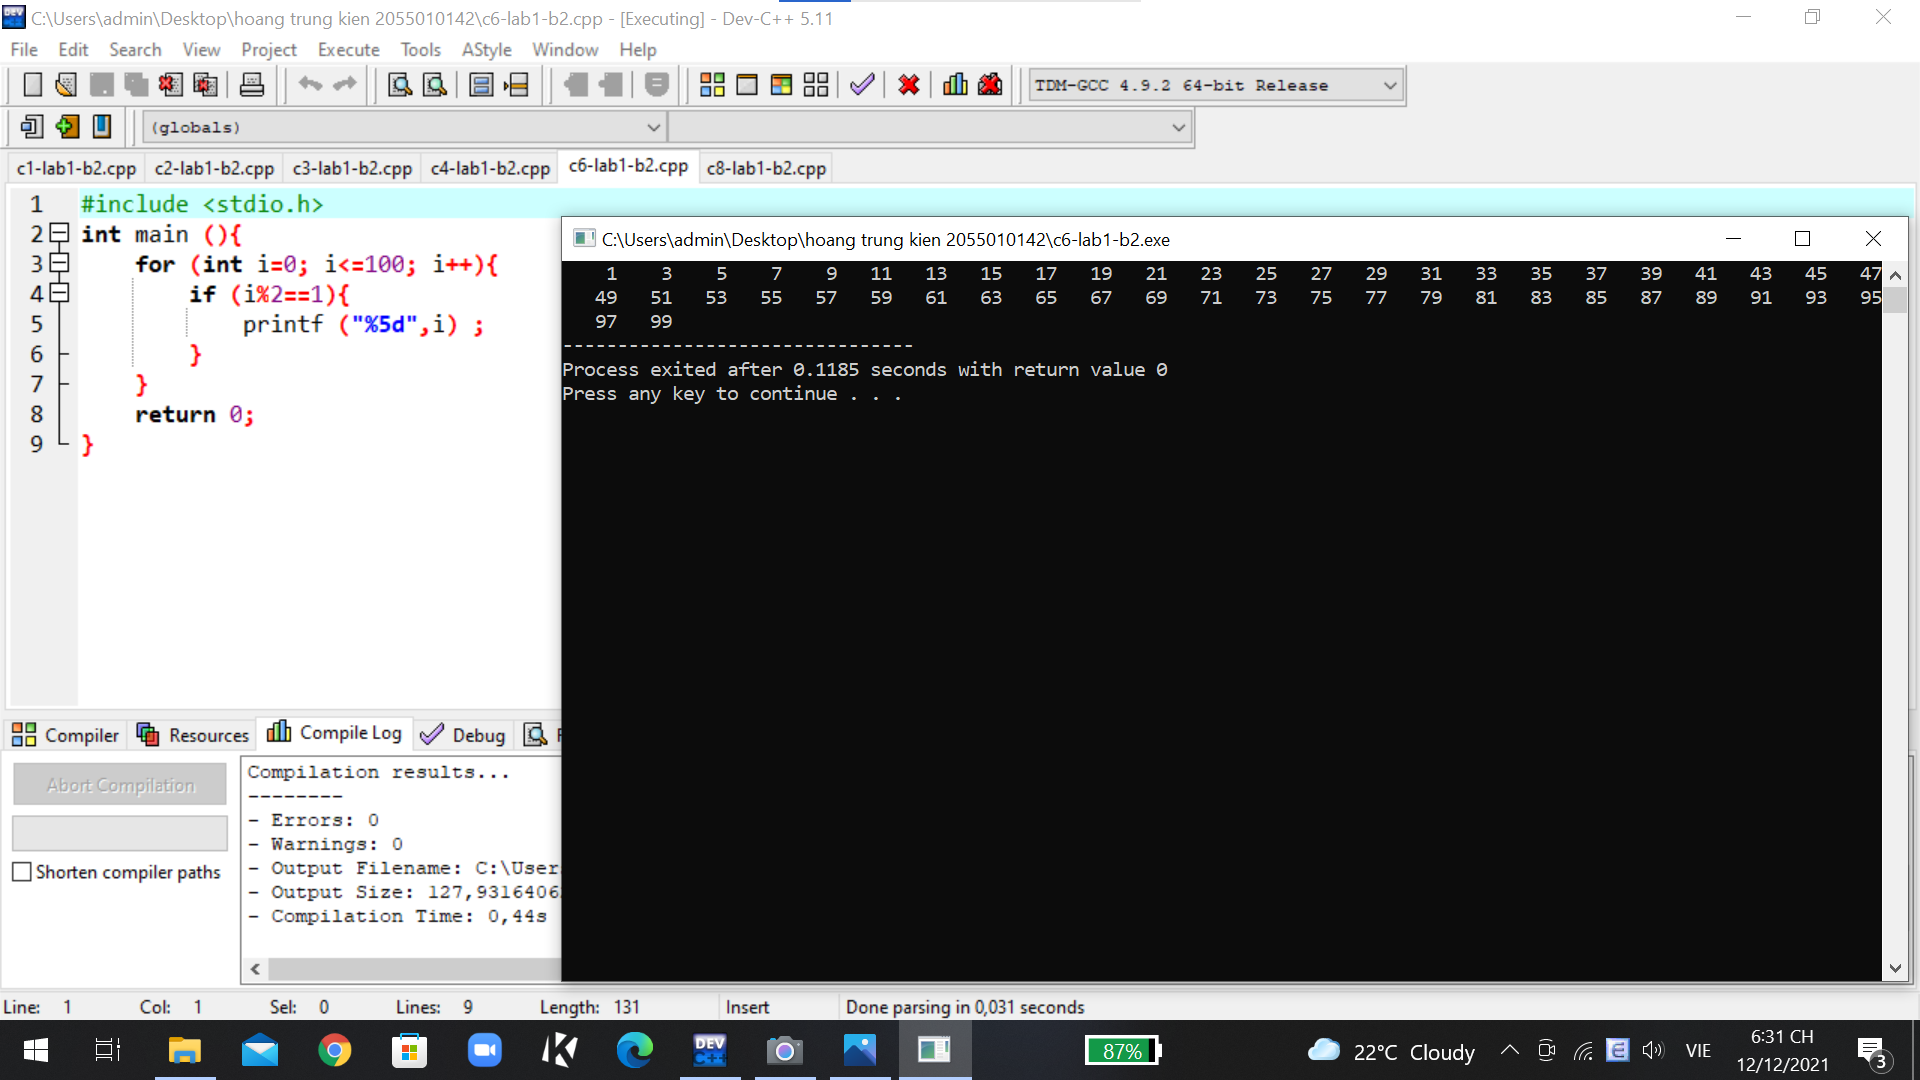 C:\Users\admin\Desktop\hoang trung kien 2055010142\c6-lab1-b2.cpp - [Executing] - Dev-C++ 5.11
File Edit Search View Project Execute Tools AStyle Window Help
TDM-GCC 4.9.2 64-bit Release
(globals)
c1-lab1-b2.cpp c2-lab1-b2.cpp c3-lab1-b2.cpp c4-lab1-b2.cpp c6-lab1-b2.cpp c8-lab1-b2.cpp
1 #include <stdio.h>
2 int main (){
3 for (int i=0; i<=100; i++){
4 if (i%2==1){
5 printf ("%5d",i) ;
6 }
7 }
8 return 0;
9 }
C:\Users\admin\Desktop\hoang trung kien 2055010142\c6-lab1-b2.exe
1 3 5 7 9 11 13 15 17 19 21 23 25 27 29 31 33 35 37 39 41 43 45 47
49 51 53 55 57 59 61 63 65 67 69 71 73 75 77 79 81 83 85 87 89 91 93 95
97 99
--------------------------------
Process exited after 0.1185 seconds with return value 0
Press any key to continue . . .
Compiler Resources Compile Log Debug
Abort Compilation
Shorten compiler paths
Compilation results...
--------
- Errors: 0
- Warnings: 0
- Output Filename: C:\User
- Output Size: 127,9316406
- Compilation Time: 0,44s
Line: 1 Col: 1 Sel: 0 Lines: 9 Length: 131 Insert Done parsing in 0,031 seconds
DEV C++
87%
22°C Cloudy
VIE
6:31 CH
12/12/2021
3